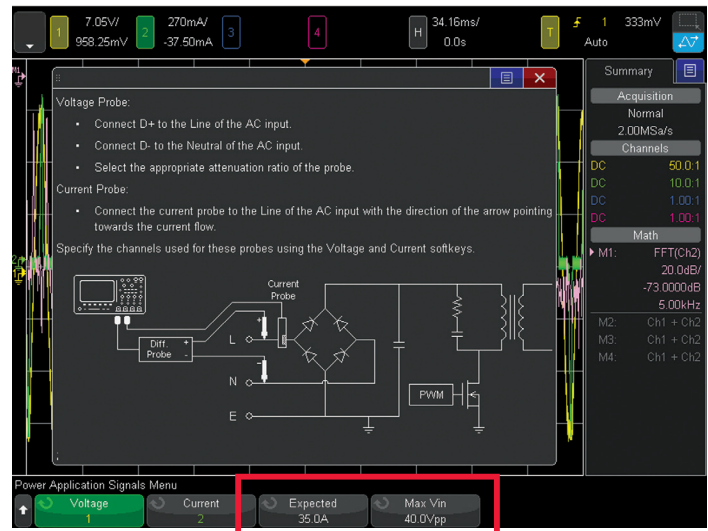 1 7.05V/ 958.25mV
2 270mA/ -37.50mA
3
4
H 34.16ms/ 0.0s
T
1 333mV
Auto
M1
2
Summary
Acquisition
Normal
2.00MSa/s
Channels
DC 50.0:1
DC 10.0:1
DC 1.00:1
DC 1.00:1
Math
M1: FFT(Ch2)
20.0dB/
-73.0000dB
5.00kHz
M2: Ch1 + Ch2
M3: Ch1 + Ch2
M4: Ch1 + Ch2
Voltage Probe:
• Connect D+ to the Line of the AC input.
• Connect D- to the Neutral of the AC input.
• Select the appropriate attenuation ratio of the probe.
Current Probe:
• Connect the current probe to the Line of the AC input with the direction of the arrow pointing
towards the current flow.
Specify the channels used for these probes using the Voltage and Current softkeys.
Current
Probe
Diff.
Probe
+
-
+
-
L
N
E
PWM
Power Application Signals Menu
Voltage
1
Current
2
Expected
35.0A
Max Vin
40.0Vpp